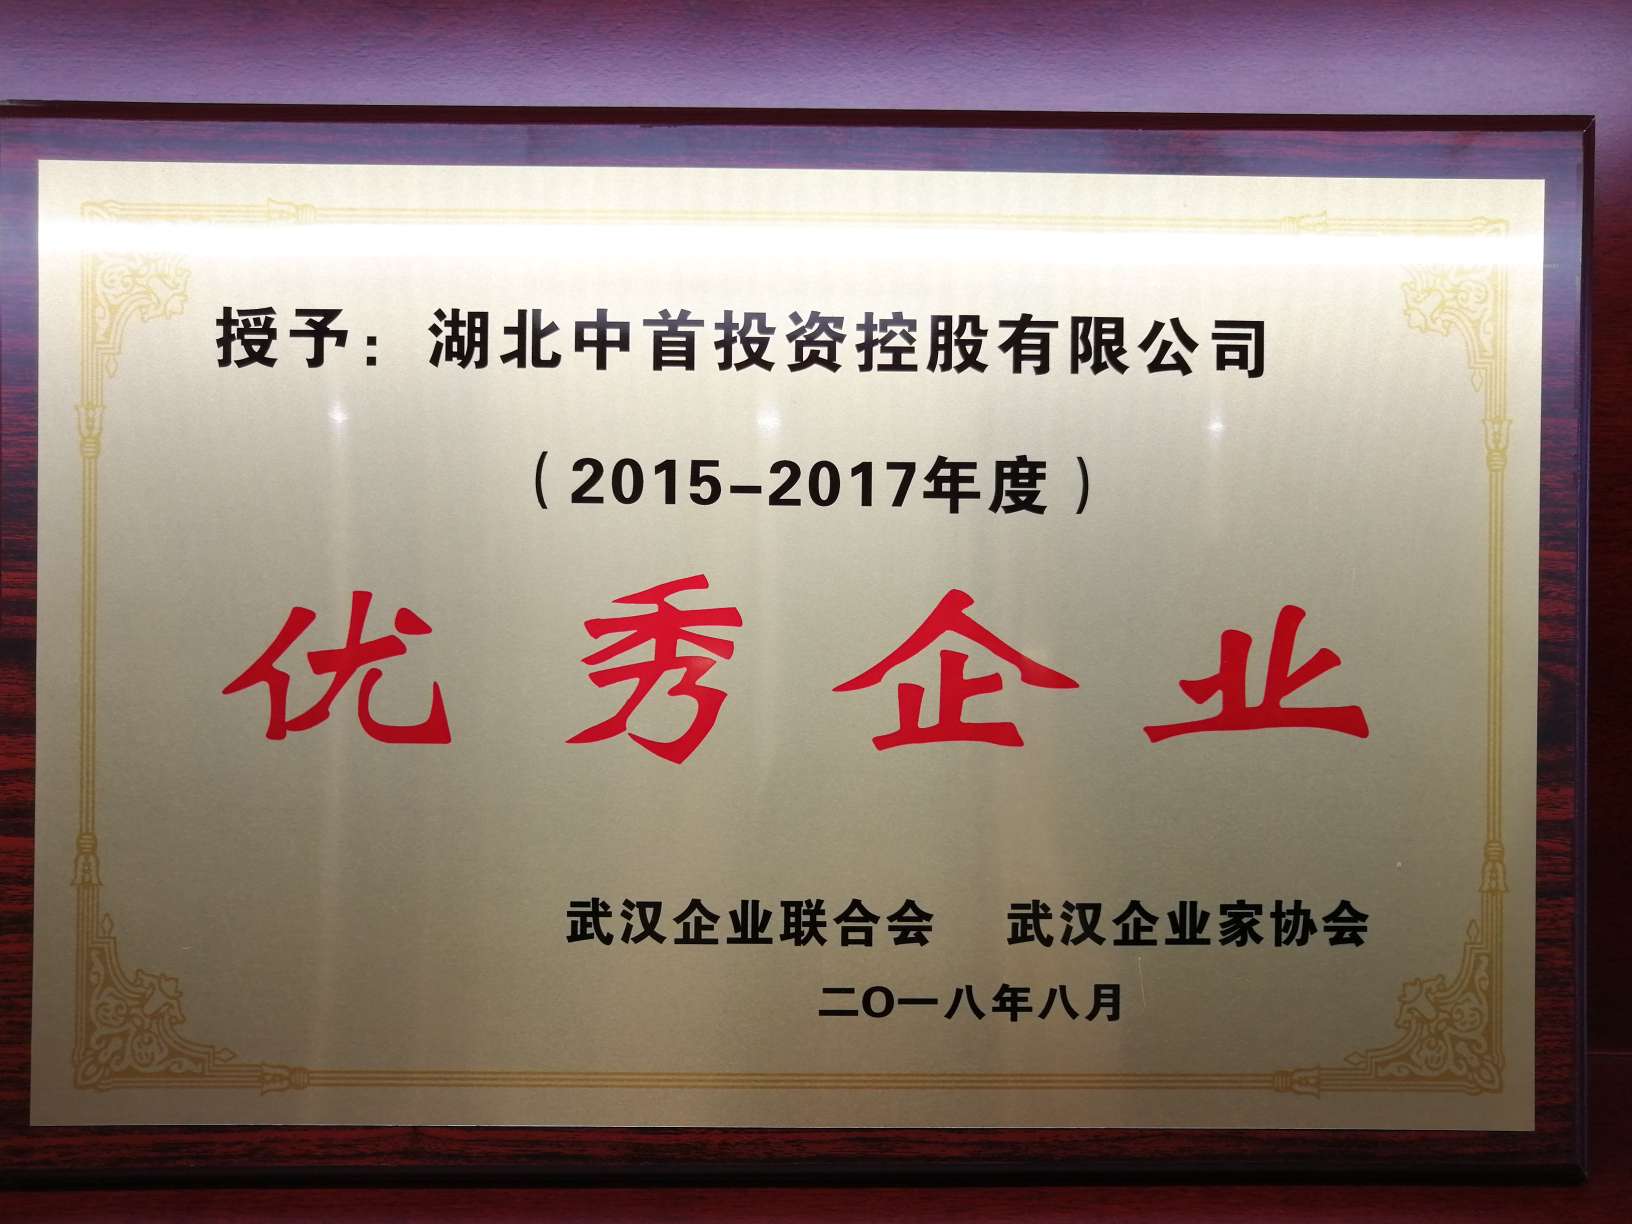 授予：湖北中首投资控股有限公司
（2015-2017年度）
优秀企业
武汉企业联合会 武汉企业家协会
二O一八年八月